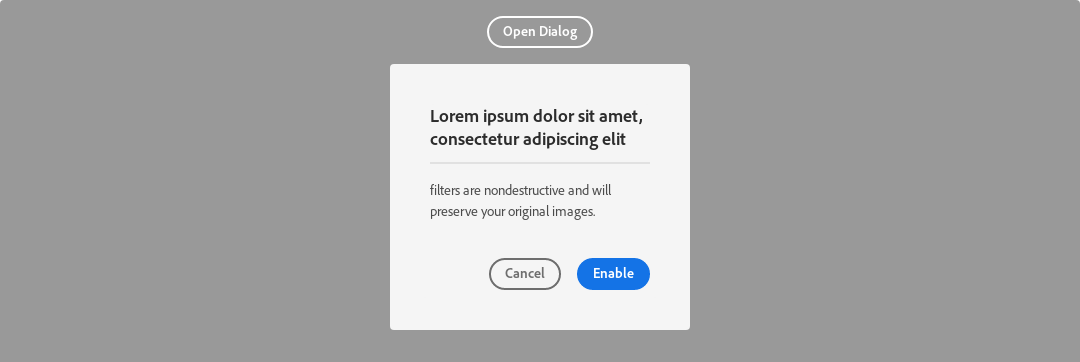 Open Dialog
Lorem ipsum dolor sit amet,
consectetur adipiscing elit
filters are nondestructive and will
preserve your original images.
Cancel
Enable